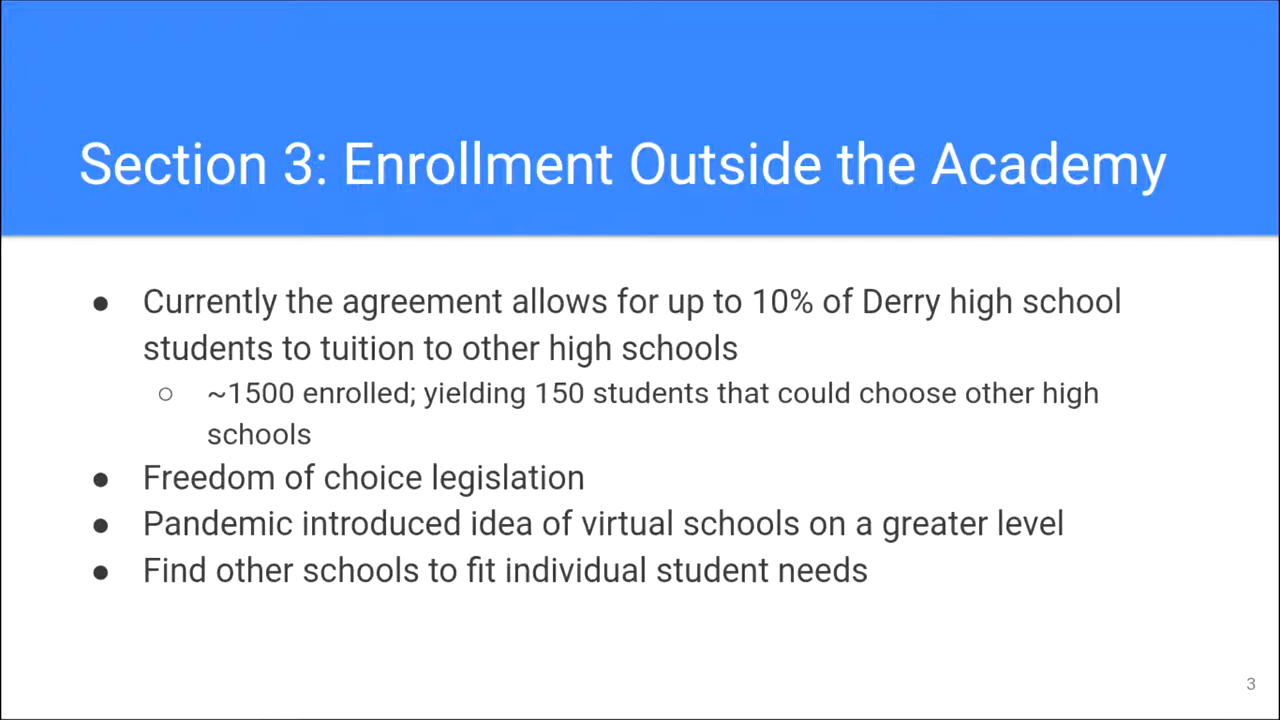 Section 3: Enrollment Outside the Academy
● Currently the agreement allows for up to 10% of Derry high school
students to tuition to other high schools
○ ~1500 enrolled; yielding 150 students that could choose other high
schools
● Freedom of choice legislation
● Pandemic introduced idea of virtual schools on a greater level
● Find other schools to fit individual student needs
3